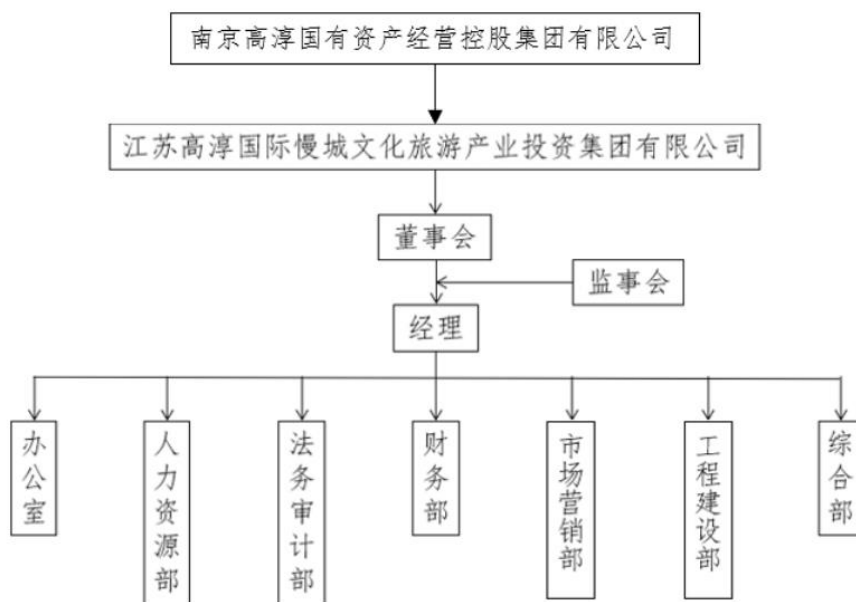 南京高淳国有资产经营控股集团有限公司
江苏高淳国际慢城文化旅游产业投资集团有限公司
董事会
监事会
经理
办公室
人力资源部
法务审计部
财务部
市场营销部
工程建设部
综合部